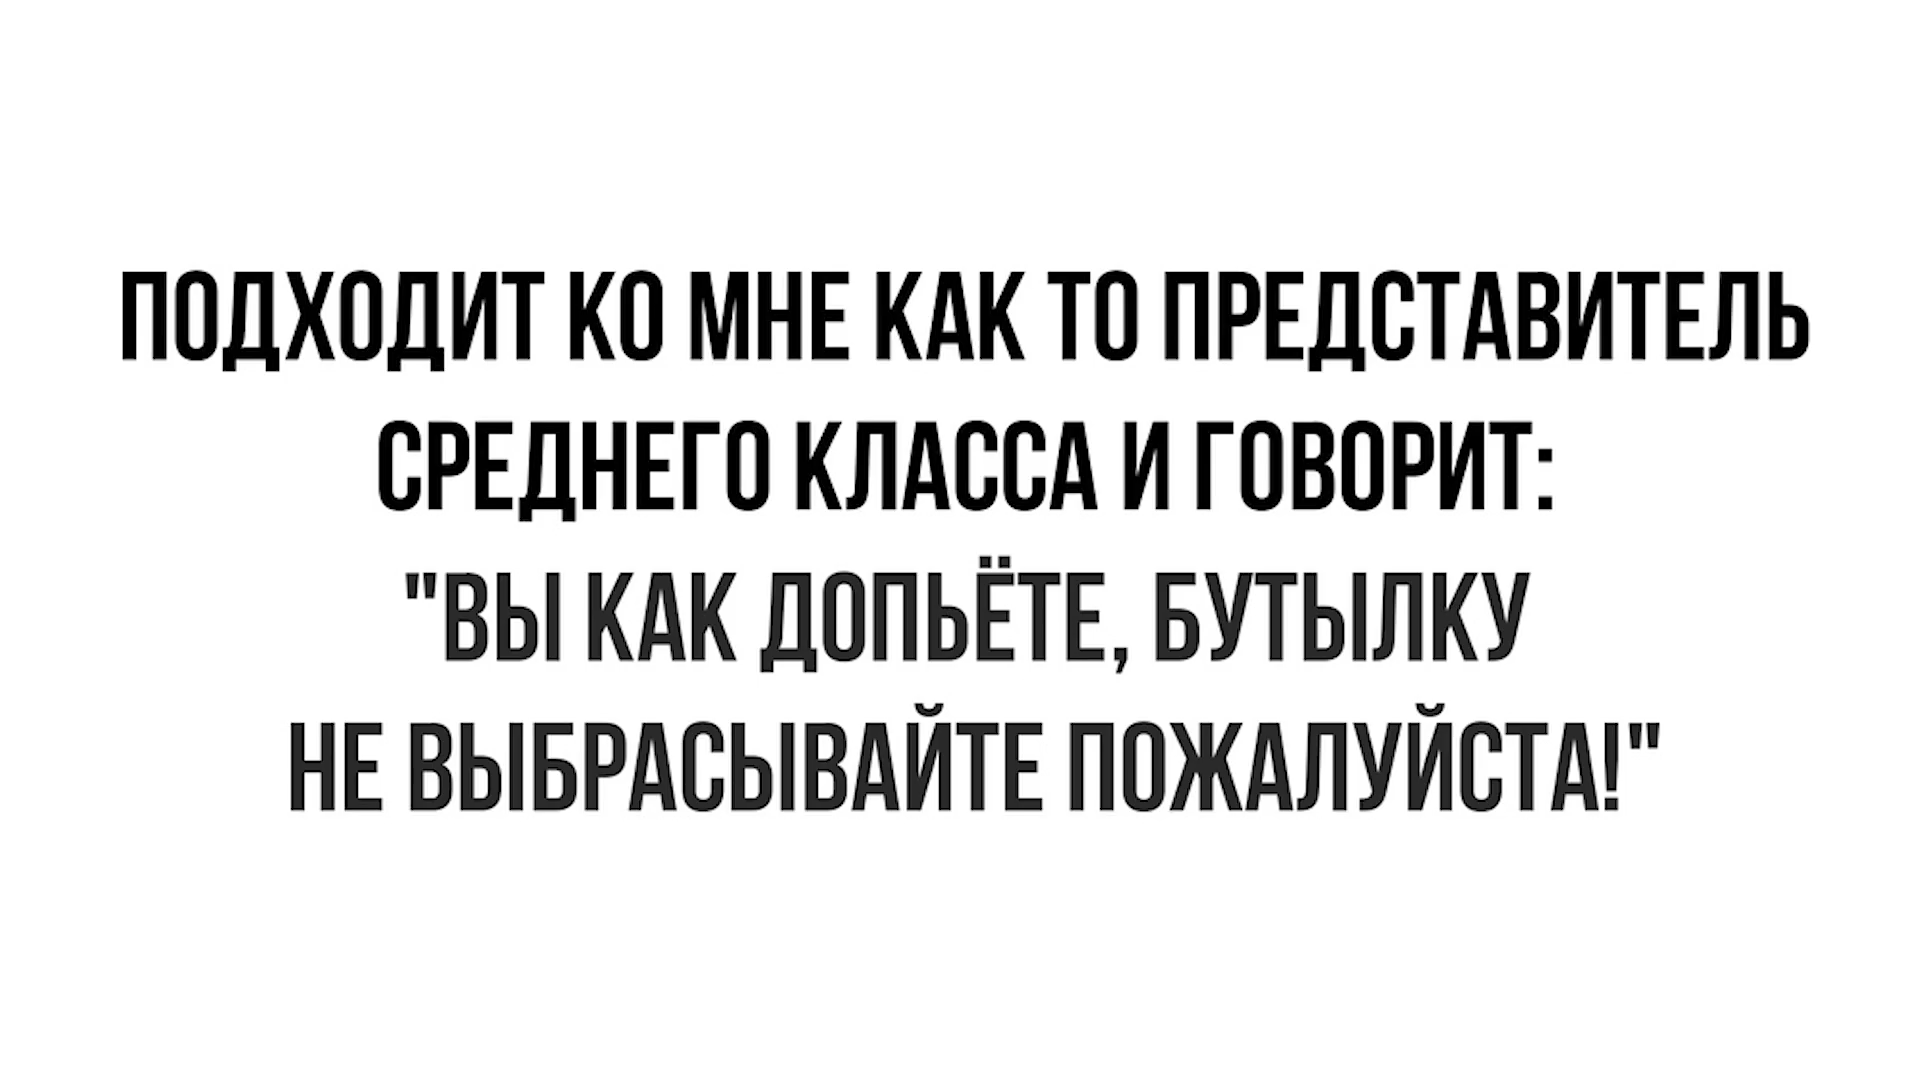 ПОДХОДИТ КО МНЕ КАК ТО ПРЕДСТАВИТЕЛЬ
СРЕДНЕГО КЛАССА И ГОВОРИТ:
"ВЫ КАК ДОПЬЁТЕ, БУТЫЛКУ
НЕ ВЫБРАСЫВАЙТЕ ПОЖАЛУЙСТА!"